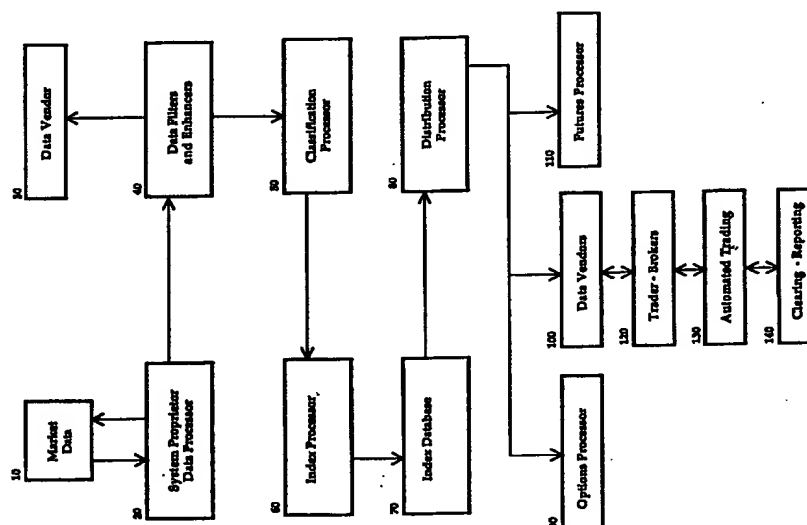 10
Market
Data
20
System Proprietor
Data Processor
30
Data Vendor
40
Data Filters
and Enhancers
50
Classification
Processor
60
Index Processor
70
Index Database
80
Distribution
Processor
Options Processor
100
Data Vendors
110
Futures Processor
120
Trader - Brokers
130
Automated Trading
140
Clearing - Reporting